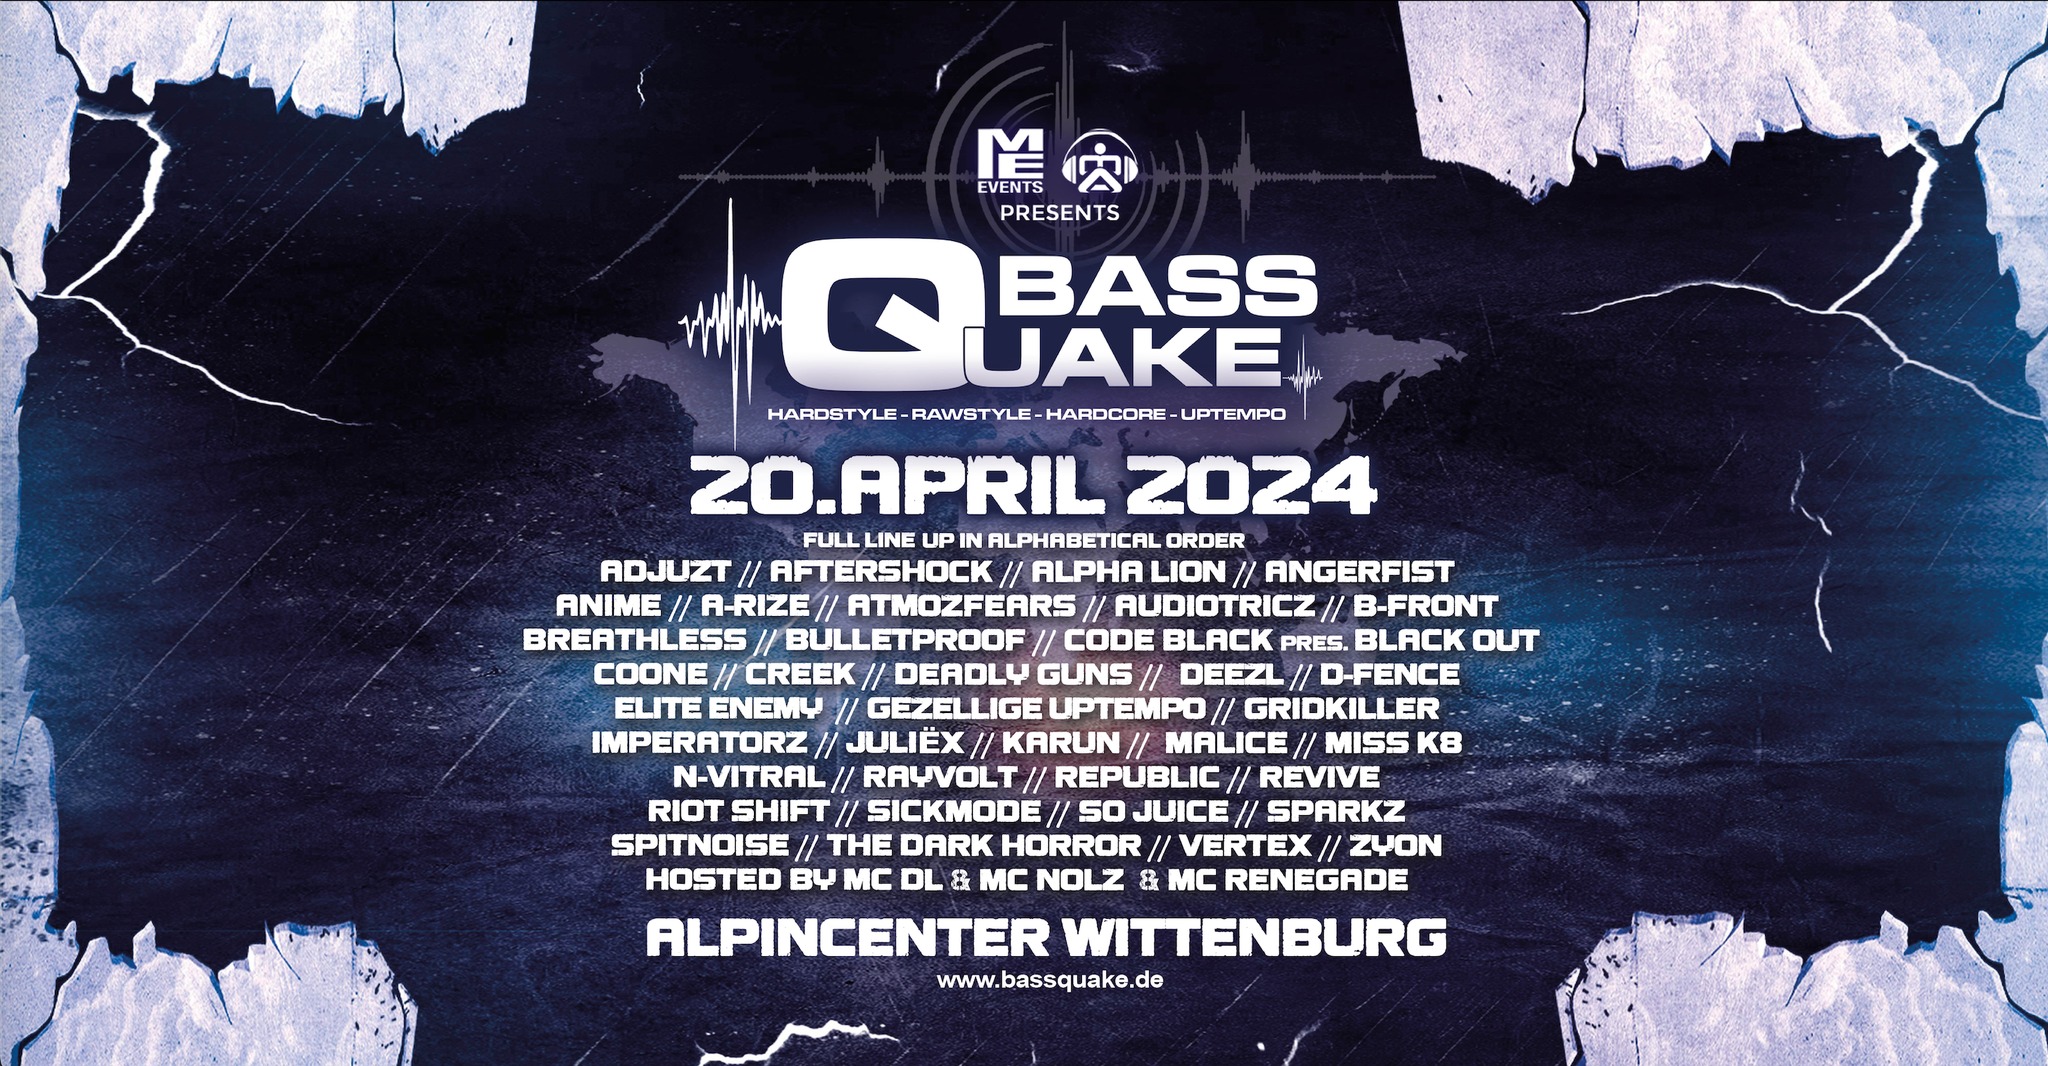 ME
EVENTS
PRESENTS
BASS
QUAKE
HARDSTYLE - RAWSTYLE - HARDCORE - UPTEMPO
20.APRIL 2024
FULL LINE UP IN ALPHABETICAL ORDER
ADJUZT // AFTERSHOCK // ALPHA LION // ANGERFIST
ANIME // A-RIZE // ATMOZFEARS // AUDIOTRICZ // B-FRONT
BREATHLESS // BULLETPROOF // CODE BLACK PRES. BLACK OUT
COONE // CREEK // DEADLY GUNS // DEEZL // D-FENCE
ELITE ENEMY // GEZELLIGE UPTEMPO // GRIDKILLER
IMPERATORZ // JULIËX // KARUN // MALICE // MISS K8
N-VITRAL // RAYVOLT // REPUBLIC // REVIVE
RIOT SHIFT // SICKMODE // SO JUICE // SPARKZ
SPITNOISE // THE DARK HORROR // VERTEX // ZYON
HOSTED BY MC DL & MC NOLZ & MC RENEGADE
ALPINCENTER WITTENBURG
www.bassquake.de